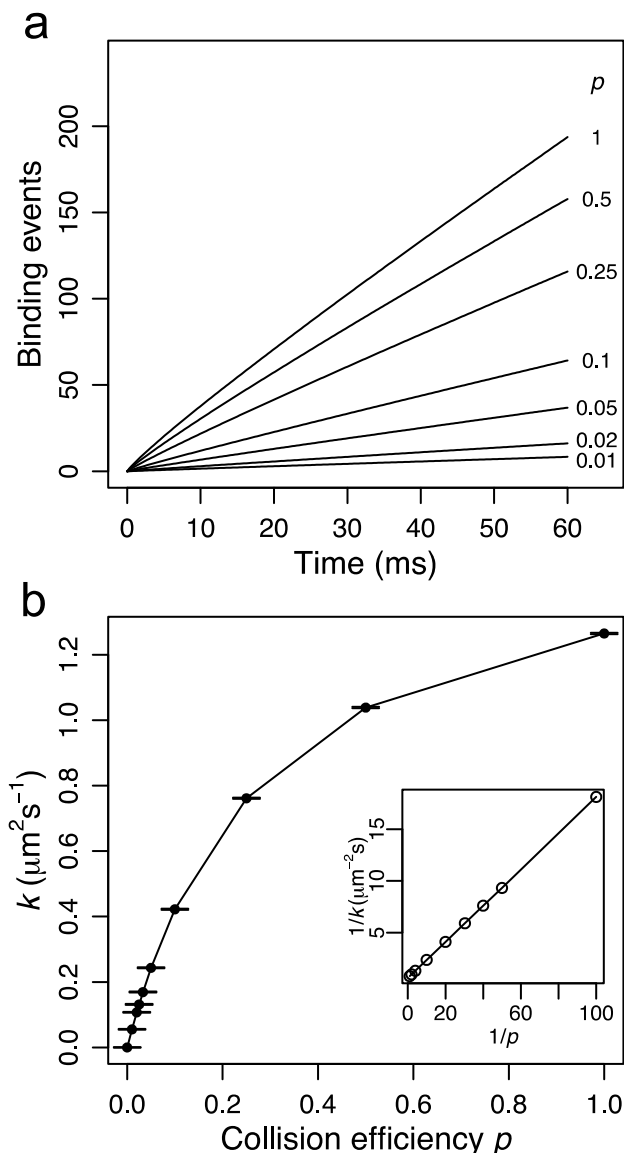 a
p
200
150
100
50
0
Binding events
1
0.5
0.25
0.1
0.05
0.02
0.01
0 10 20 30 40 50 60
Time (ms)
b
1.2
1.0
0.8
0.6
0.4
0.2
0.0
k (μm²s⁻¹)
15
10
5
1/k(μm⁻²s)
0 20 60 100
1/p
0.0 0.2 0.4 0.6 0.8 1.0
Collision efficiency p